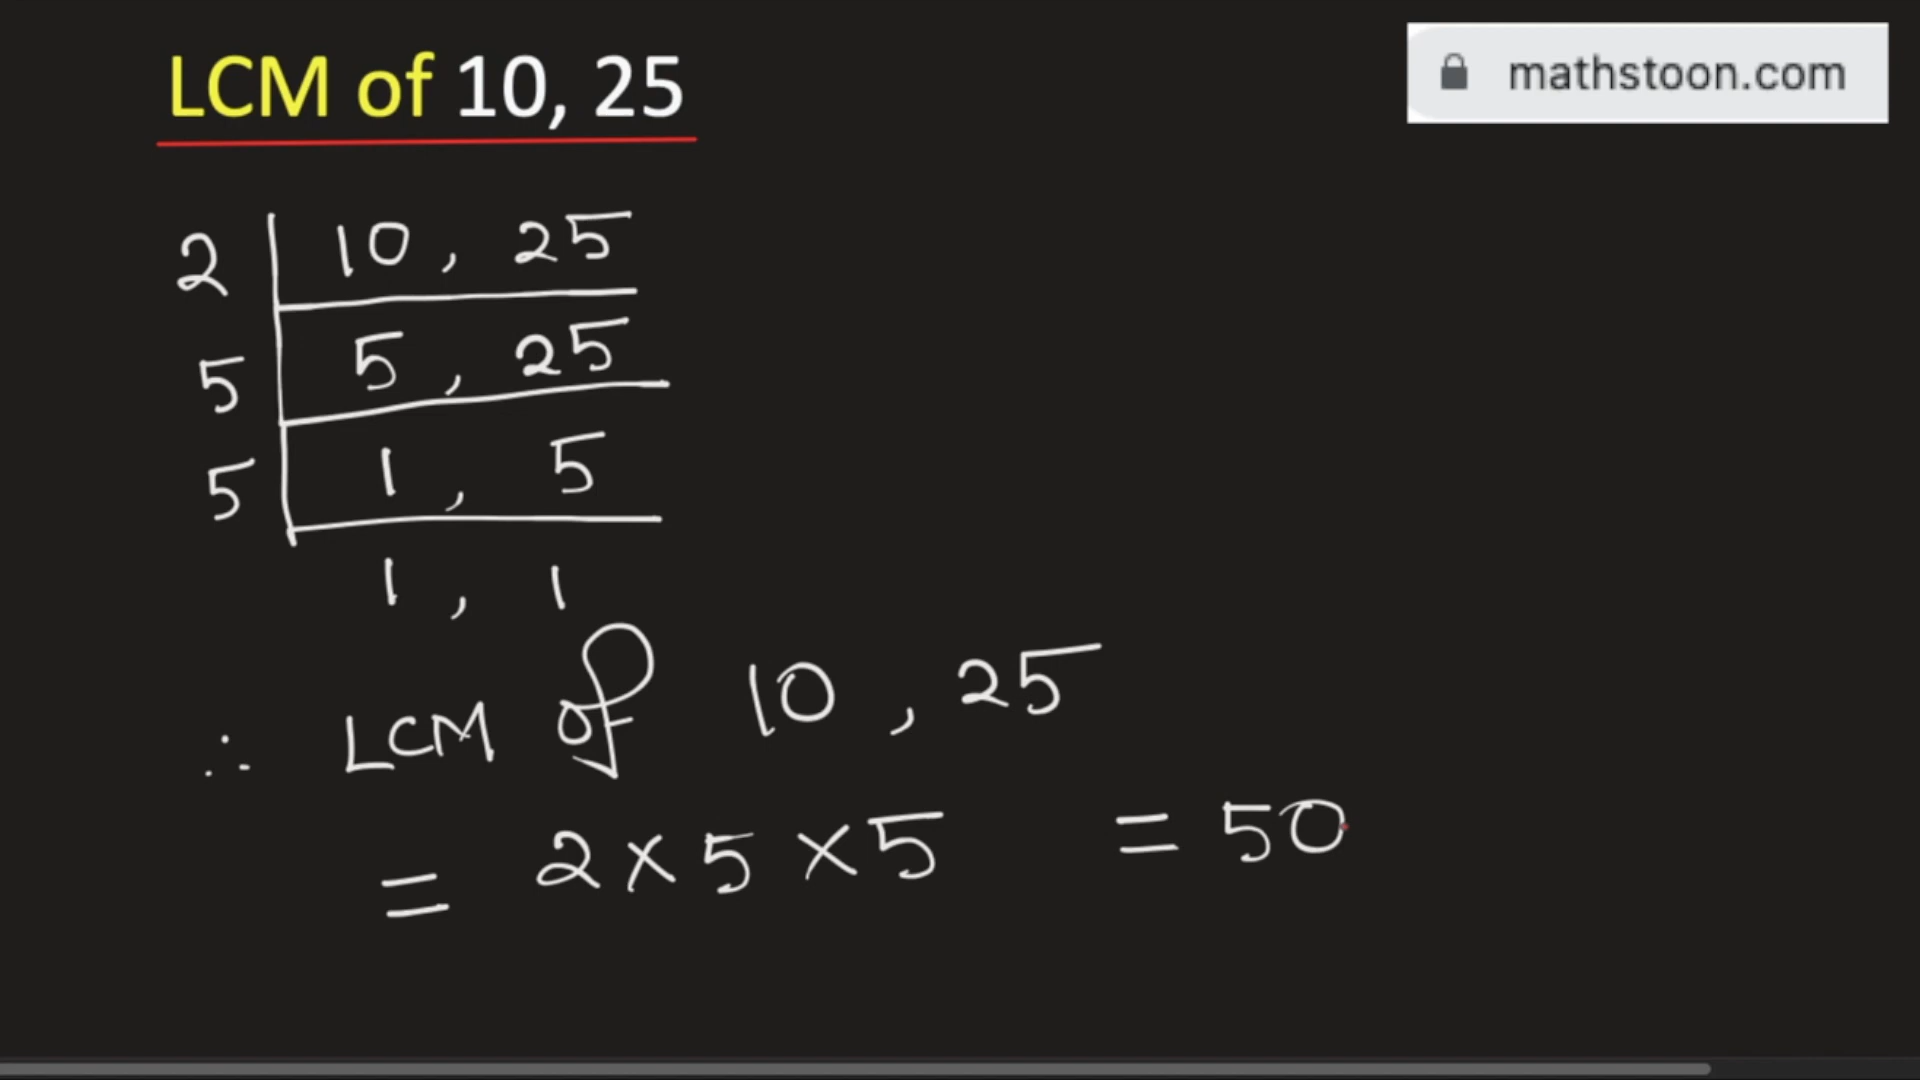 LCM of 10, 25
mathstoon.com
2 10, 25
5 5, 25
5 1, 5
1, 1
∴ LCM of 10, 25
= 2 × 5 × 5 = 50